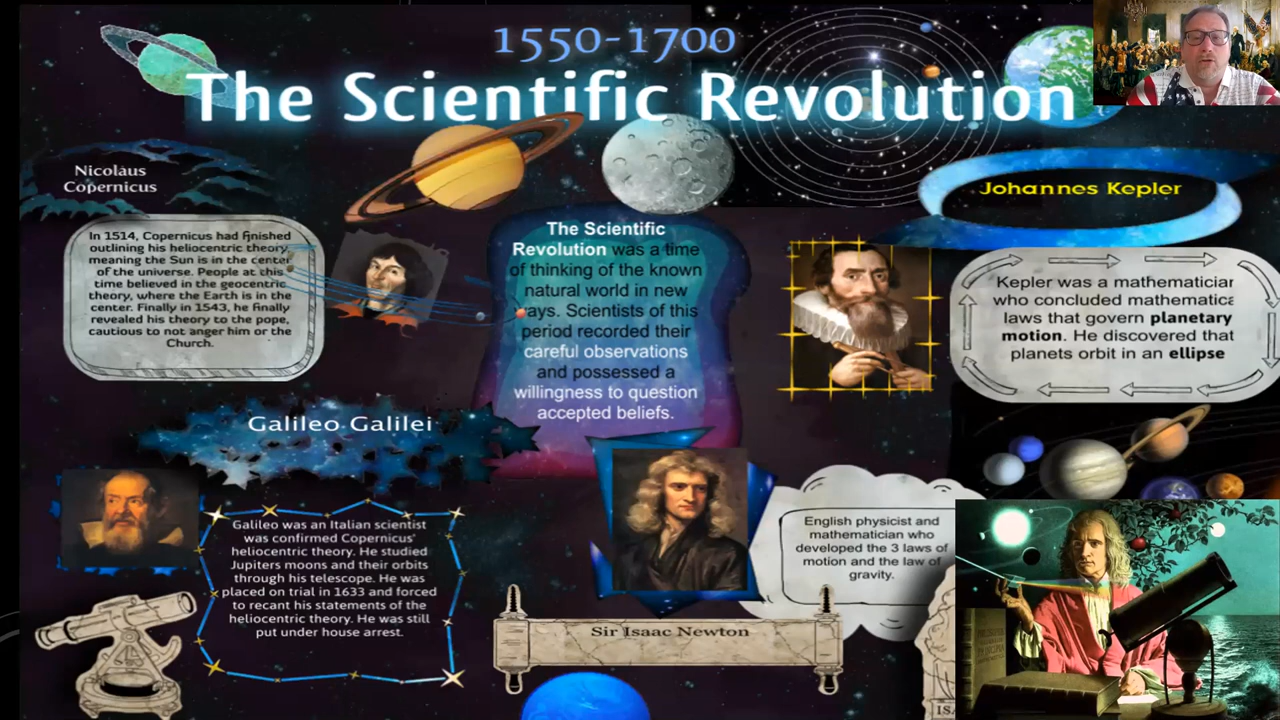 1550-1700
The Scientific Revolution
Nicolaus
Copernicus
In 1514, Copernicus had finished
outlining his heliocentric theory,
meaning the Sun is in the center
of the universe. People at this
time believed in the geocentric
theory, where the Earth is in the
center. Finally in 1543, he finally
revealed his theory to the pope,
cautious to not anger him or the
Church.
The Scientific
Revolution was a time
of thinking of the known
natural world in new
ways. Scientists of this
period recorded their
careful observations
and possessed a
willingness to question
accepted beliefs.
Johannes Kepler
Kepler was a mathematician
who concluded mathematica
laws that govern planetary
motion. He discovered that
planets orbit in an ellipse
Galileo Galilei
Galileo was an Italian scientist
was confirmed Copernicus'
heliocentric theory. He studied
Jupiters moons and their orbits
through his telescope. He was
placed on trial in 1633 and forced
to recant his statements of the
heliocentric theory. He was still
put under house arrest.
English physicist and
mathematician who
developed the 3 laws of
motion and the law of
gravity.
Sir Isaac Newton